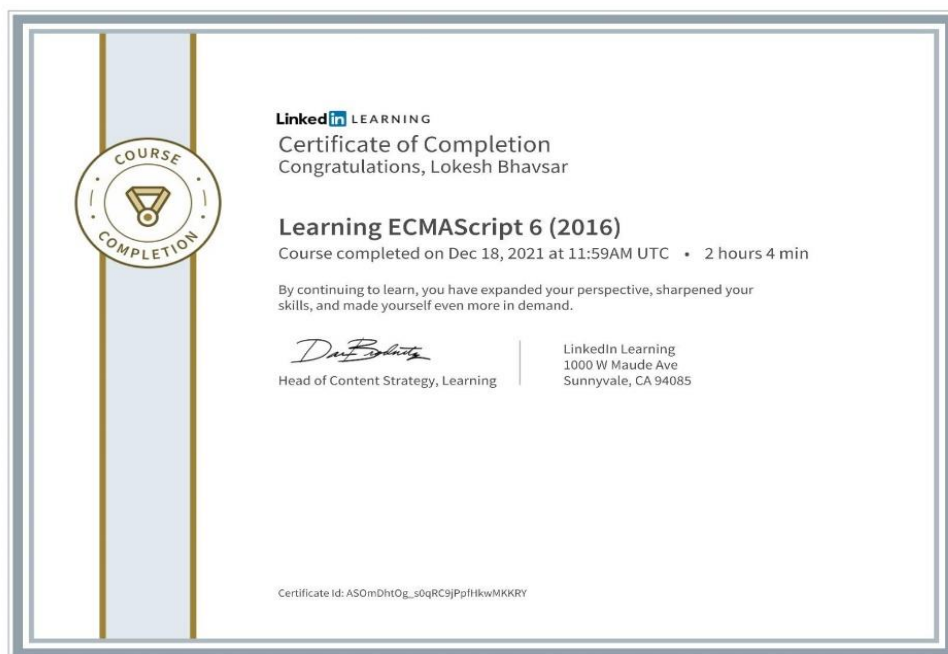 COURSE
COMPLETION
Linked in LEARNING
Certificate of Completion
Congratulations, Lokesh Bhavsar
Learning ECMAScript 6 (2016)
Course completed on Dec 18, 2021 at 11:59AM UTC • 2 hours 4 min
By continuing to learn, you have expanded your perspective, sharpened your
skills, and made yourself even more in demand.
Head of Content Strategy, Learning
LinkedIn Learning
1000 W Maude Ave
Sunnyvale, CA 94085
Certificate Id: ASOmDhtOg_s0qRC9jPpfHkwMKKRY